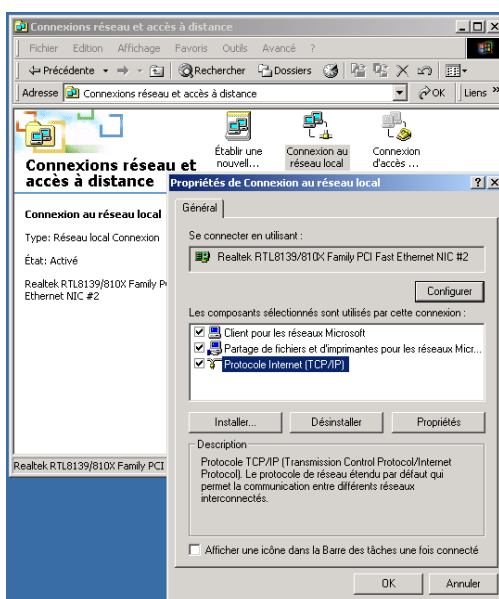 Connexions réseau et accès à distance
Fichier Edition Affichage Favoris Outils Avancé ?
Précédente Rechercher Dossiers
Adresse Connexions réseau et accès à distance OK Liens »
Établir une nouvell...
Connexion au réseau local
Connexion d'accès ...
Connexions réseau et
accès à distance
Connexion au réseau local
Type: Réseau local Connexion
État: Activé
Realtek RTL8139/810X Family P
Ethernet NIC #2
Realtek RTL8139/810X Family PCI
Propriétés de Connexion au réseau local
Général
Se connecter en utilisant :
Realtek RTL8139/810X Family PCI Fast Ethernet NIC #2
Configurer
Les composants sélectionnés sont utilisés par cette connexion :
Client pour les réseaux Microsoft
Partage de fichiers et d'imprimantes pour les réseaux Micr...
Protocole Internet (TCP/IP)
Installer... Désinstaller Propriétés
Description
Protocole TCP/IP (Transmission Control Protocol/Internet
Protocol). Le protocole de réseau étendu par défaut qui
permet la communication entre différents réseaux
interconnectés.
Afficher une icône dans la Barre des tâches une fois connecté
OK Annuler